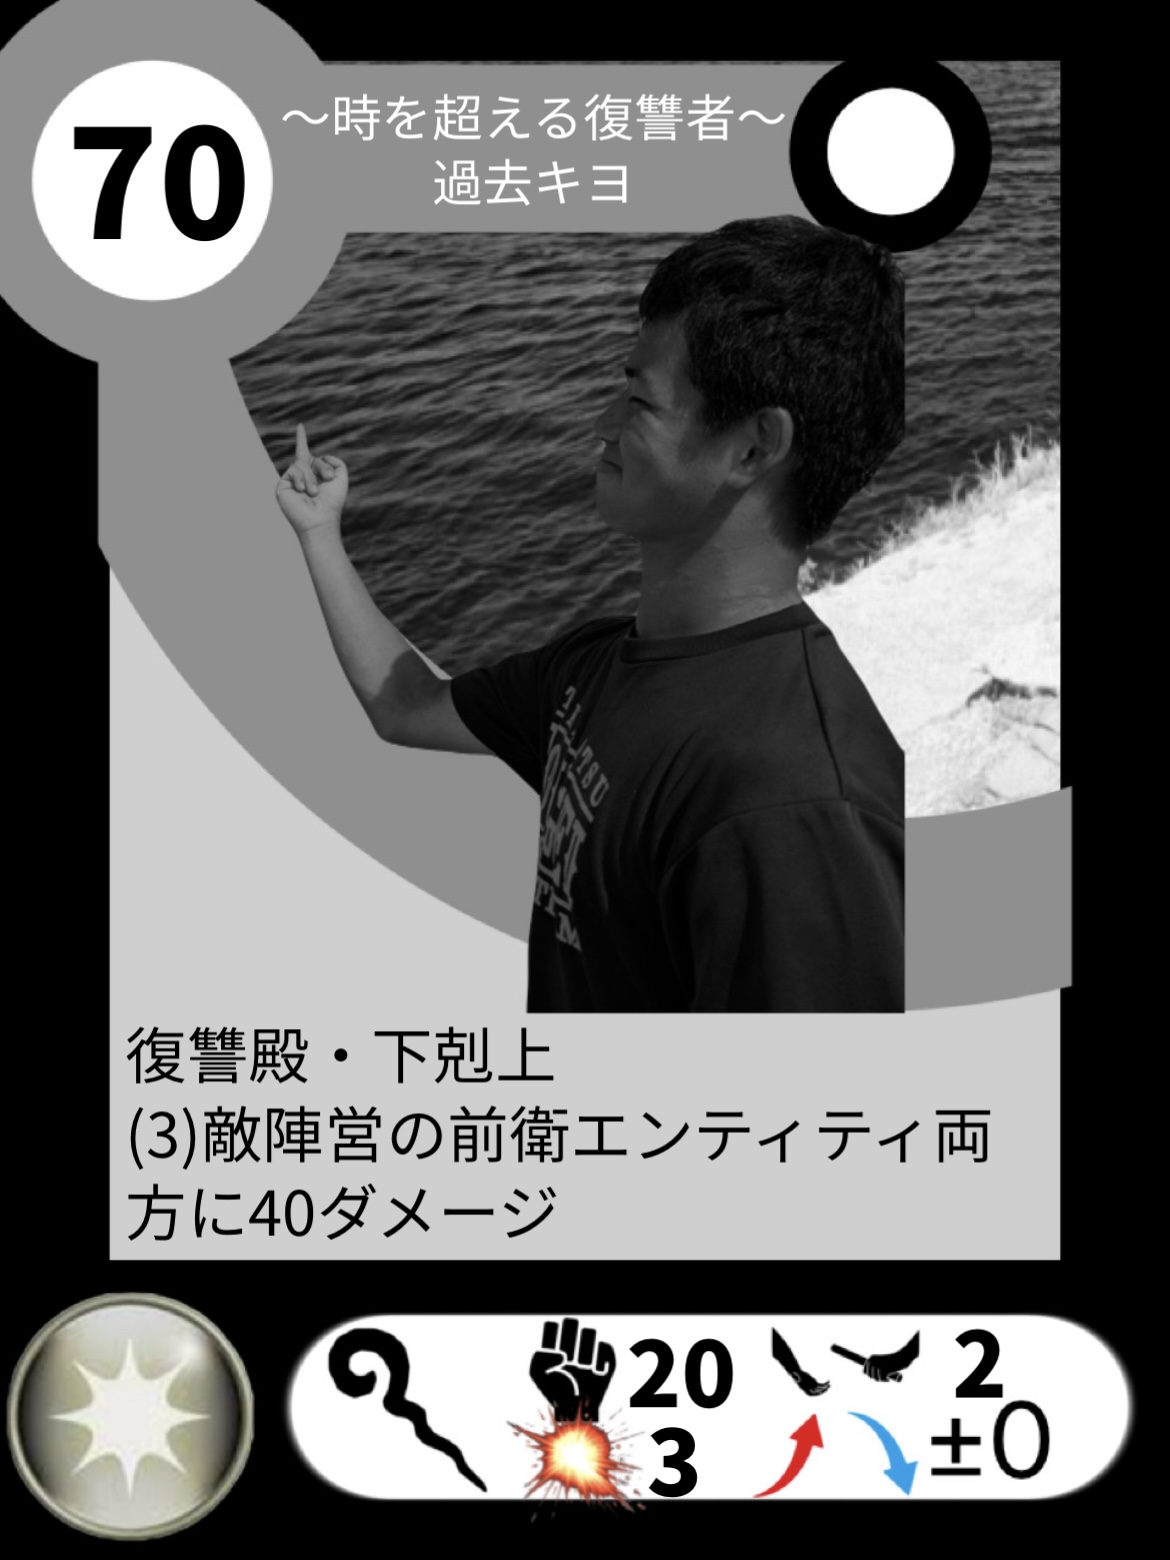 70
～時を超える復讐者～
過去キヨ
復讐殿・下剋上
(3)敵陣営の前衛エンティティ両
方に40ダメージ
20
2
3
±0